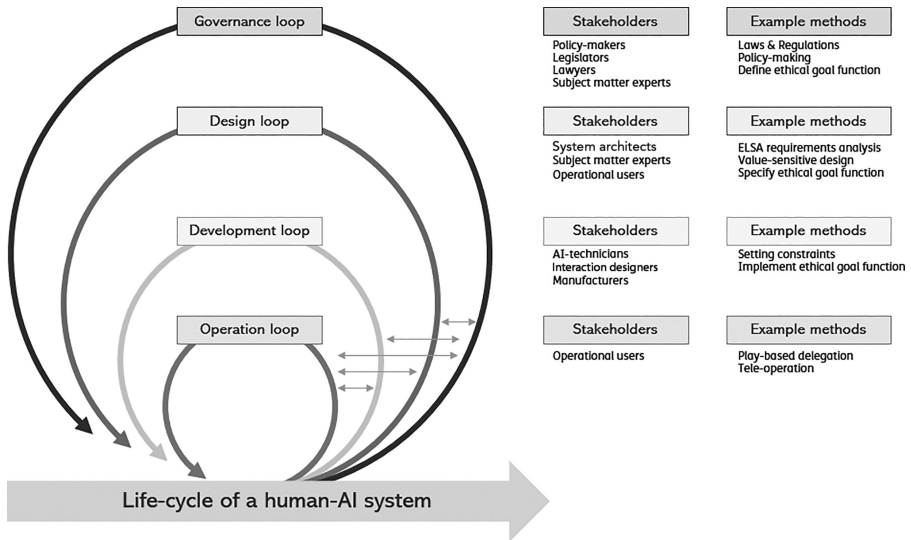 Governance loop
Stakeholders
Example methods
Policy-makers
Legislators
Lawyers
Subject matter experts
Laws & Regulations
Policy-making
Define ethical goal function
Design loop
Stakeholders
Example methods
System architects
Subject matter experts
Operational users
ELSA requirements analysis
Value-sensitive design
Specify ethical goal function
Development loop
Stakeholders
Example methods
AI-technicians
Interaction designers
Manufacturers
Setting constraints
Implement ethical goal function
Operation loop
Stakeholders
Example methods
Operational users
Play-based delegation
Tele-operation
Life-cycle of a human-AI system